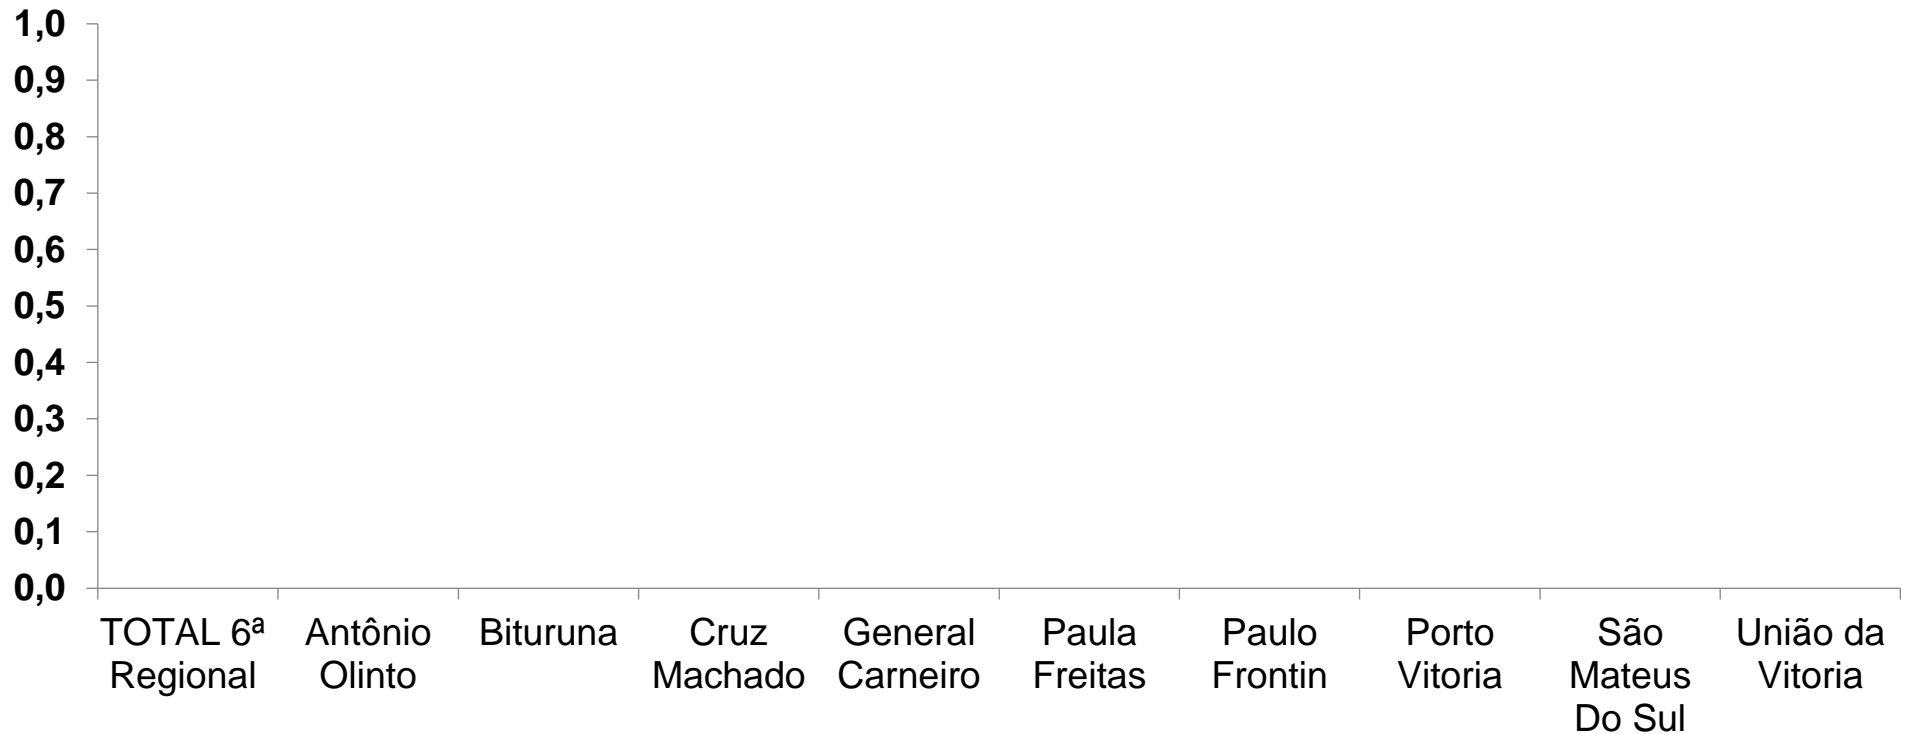 1,0
0,9
0,8
0,7
0,6
0,5
0,4
0,3
0,2
0,1
0,0
TOTAL 6ª
Regional
Antônio
Olinto
Bituruna
Cruz
Machado
General
Carneiro
Paula
Freitas
Paulo
Frontin
Porto
Vitoria
São
Mateus
Do Sul
União da
Vitoria